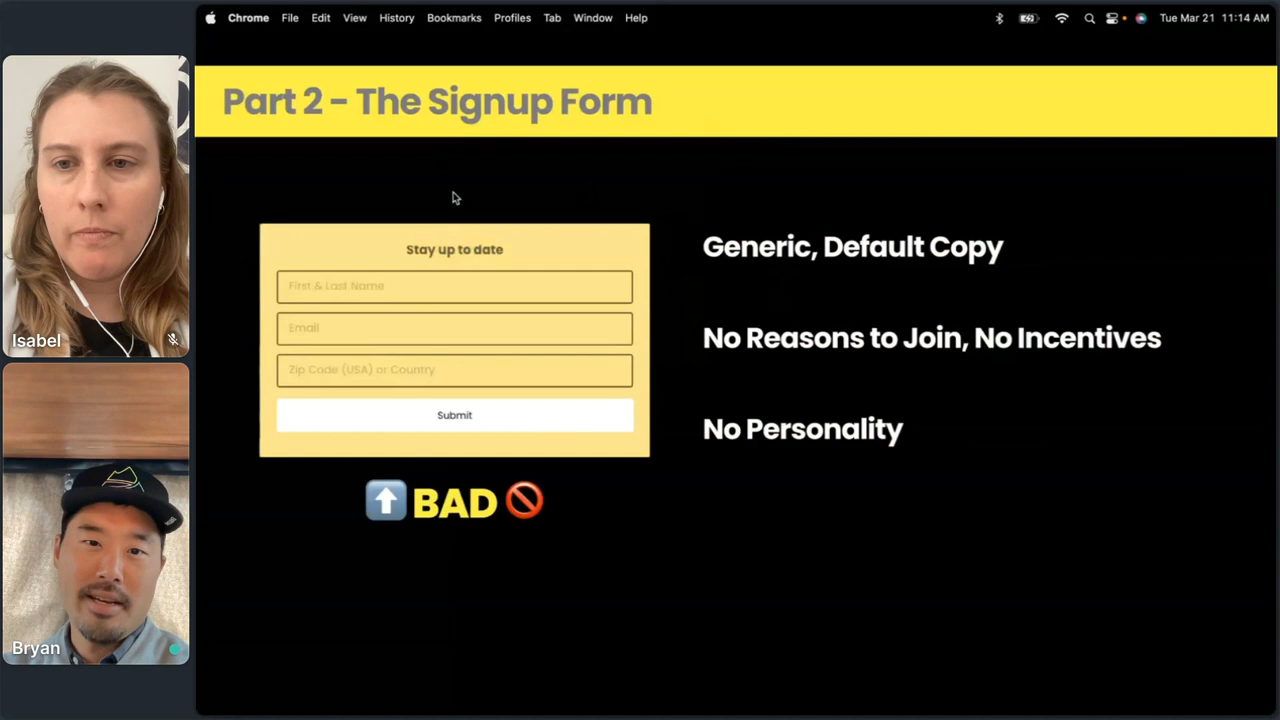 Chrome File Edit View History Bookmarks Profiles Tab Window Help Tue Mar 21 11:14 AM
Part 2 - The Signup Form
Stay up to date
First & Last Name
Email
Zip Code (USA) or Country
Submit
BAD
Generic, Default Copy
No Reasons to Join, No Incentives
No Personality
Isabel
Bryan